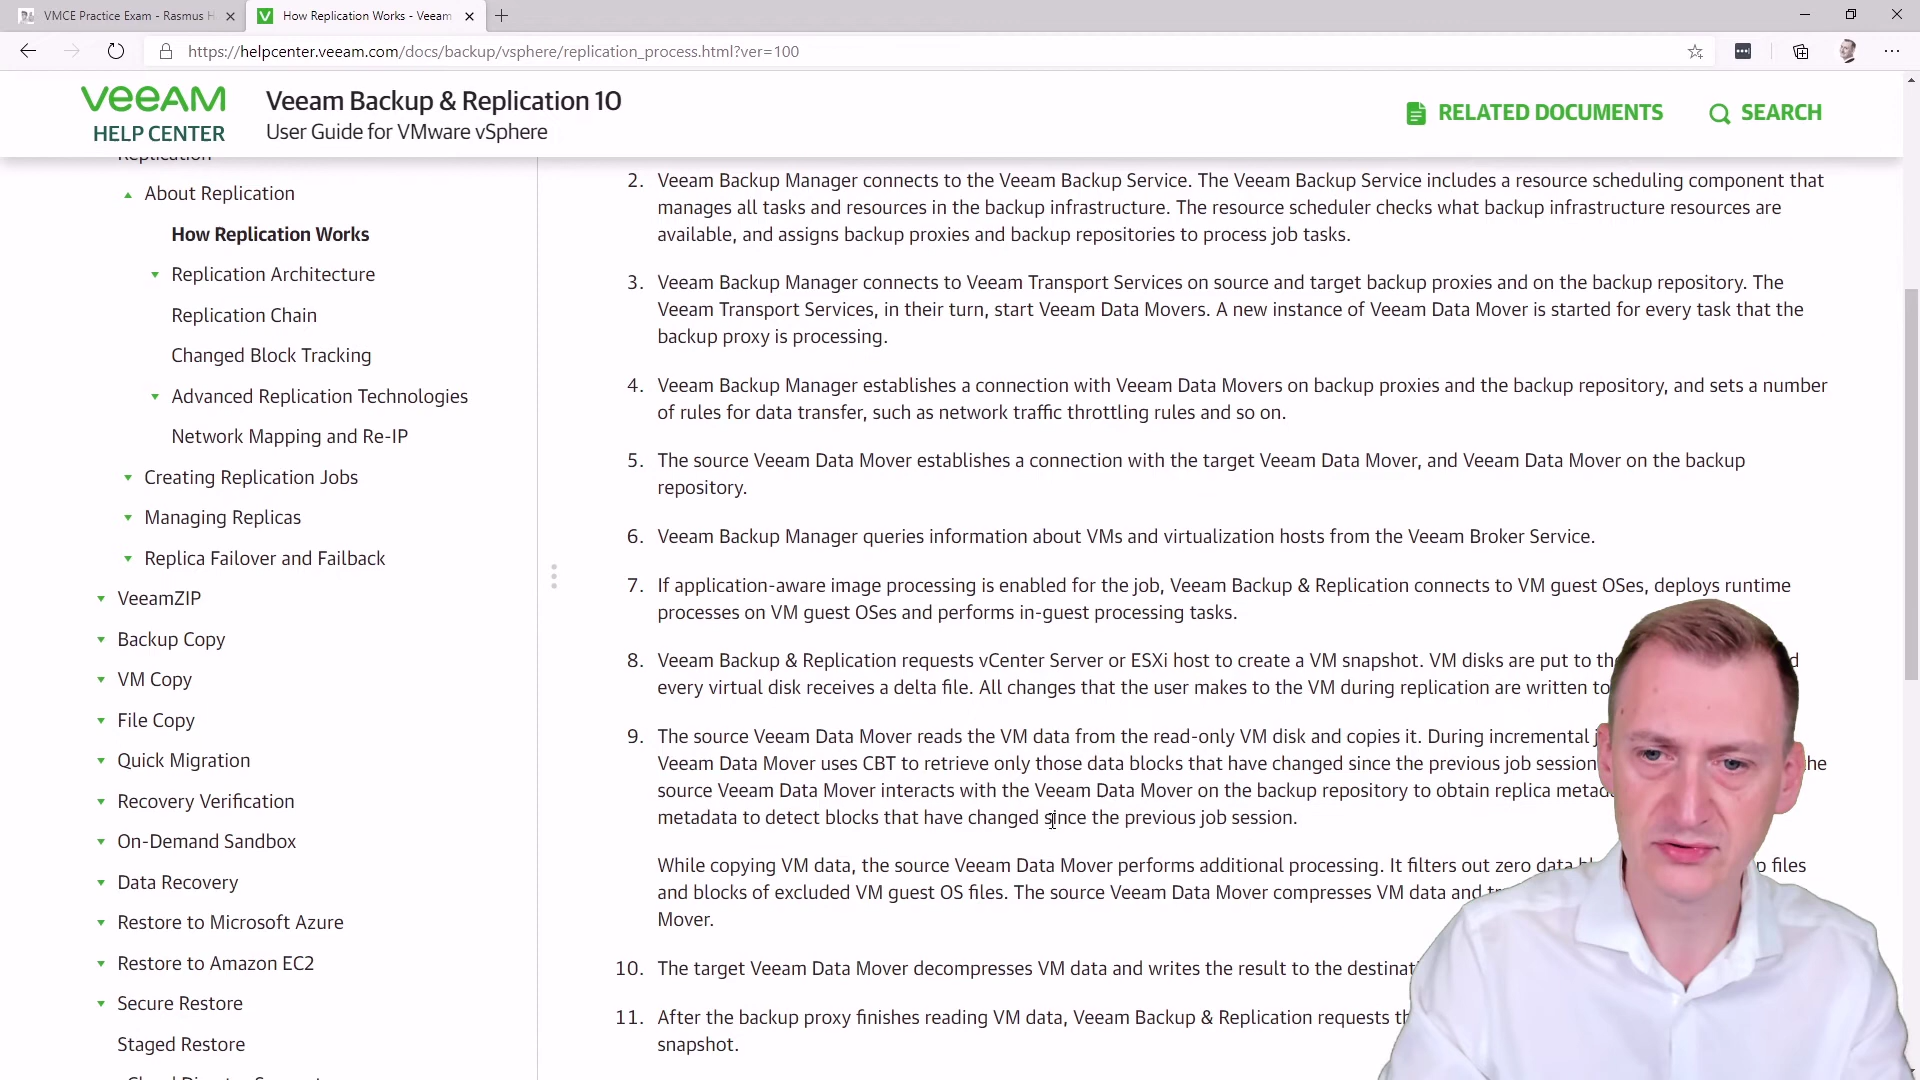 VMCE Practice Exam - Rasmus H
How Replication Works - Veeam
https://helpcenter.veeam.com/docs/backup/vsphere/replication_process.html?ver=100
veeAM
HELP CENTER
Veeam Backup & Replication 10
User Guide for VMware vSphere
RELATED DOCUMENTS
SEARCH
Replication
About Replication
How Replication Works
Replication Architecture
Replication Chain
Changed Block Tracking
Advanced Replication Technologies
Network Mapping and Re-IP
Creating Replication Jobs
Managing Replicas
Replica Failover and Failback
VeeamZIP
Backup Copy
VM Copy
File Copy
Quick Migration
Recovery Verification
On-Demand Sandbox
Data Recovery
Restore to Microsoft Azure
Restore to Amazon EC2
Secure Restore
Staged Restore
2. Veeam Backup Manager connects to the Veeam Backup Service. The Veeam Backup Service includes a resource scheduling component that
manages all tasks and resources in the backup infrastructure. The resource scheduler checks what backup infrastructure resources are
available, and assigns backup proxies and backup repositories to process job tasks.
3. Veeam Backup Manager connects to Veeam Transport Services on source and target backup proxies and on the backup repository. The
Veeam Transport Services, in their turn, start Veeam Data Movers. A new instance of Veeam Data Mover is started for every task that the
backup proxy is processing.
4. Veeam Backup Manager establishes a connection with Veeam Data Movers on backup proxies and the backup repository, and sets a number
of rules for data transfer, such as network traffic throttling rules and so on.
5. The source Veeam Data Mover establishes a connection with the target Veeam Data Mover, and Veeam Data Mover on the backup
repository.
6. Veeam Backup Manager queries information about VMs and virtualization hosts from the Veeam Broker Service.
7. If application-aware image processing is enabled for the job, Veeam Backup & Replication connects to VM guest OSes, deploys runtime
processes on VM guest OSes and performs in-guest processing tasks.
8. Veeam Backup & Replication requests vCenter Server or ESXi host to create a VM snapshot. VM disks are put to
every virtual disk receives a delta file. All changes that the user makes to the VM during replication are written to
9. The source Veeam Data Mover reads the VM data from the read-only VM disk and copies it. During incremental
Veeam Data Mover uses CBT to retrieve only those data blocks that have changed since the previous job session
source Veeam Data Mover interacts with the Veeam Data Mover on the backup repository to obtain replica
metadata to detect blocks that have changed since the previous job session.
While copying VM data, the source Veeam Data Mover performs additional processing. It filters out zero data files
and blocks of excluded VM guest OS files. The source Veeam Data Mover compresses VM data and
Mover.
10. The target Veeam Data Mover decompresses VM data and writes the result to the
11. After the backup proxy finishes reading VM data, Veeam Backup & Replication requests
snapshot.